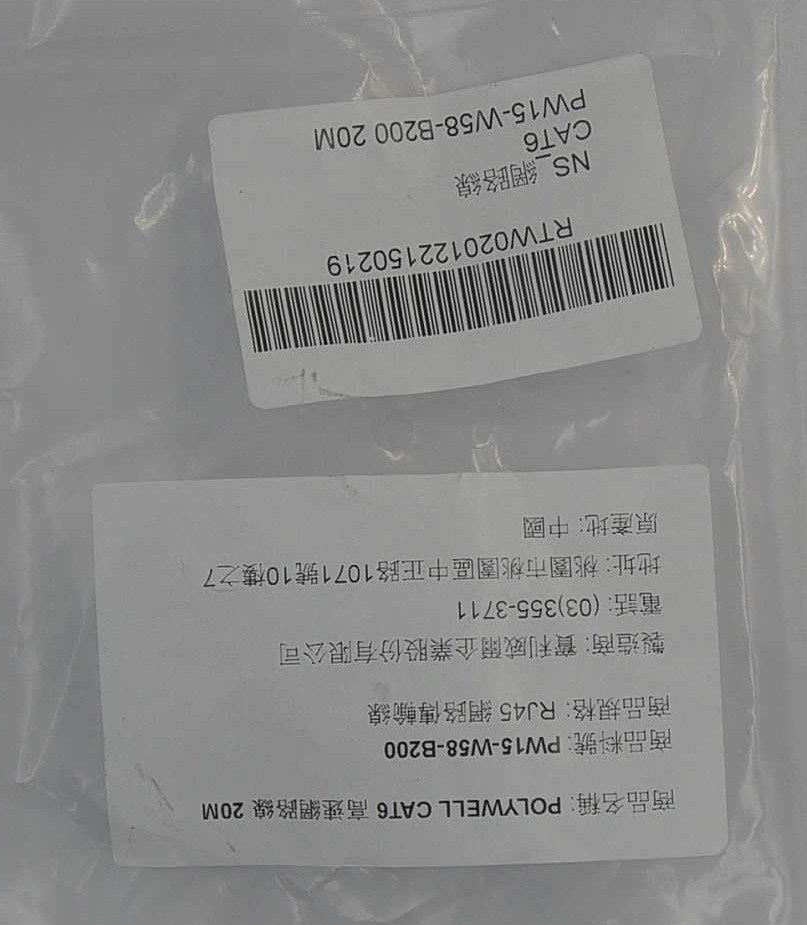 商品名稱: POLYWELL CAT6 高速網路線 20M
商品料號: PW15-W58-B200
商品規格: RJ45 網路傳輸線
製造商: 寶利威爾企業股份有限公司
電話: (03)355-3711
地址: 桃園市桃園區中正路1071號10樓之7
原產地: 中國
RTW020122150219
NS_網路線
CAT6
PW15-W58-B200 20M